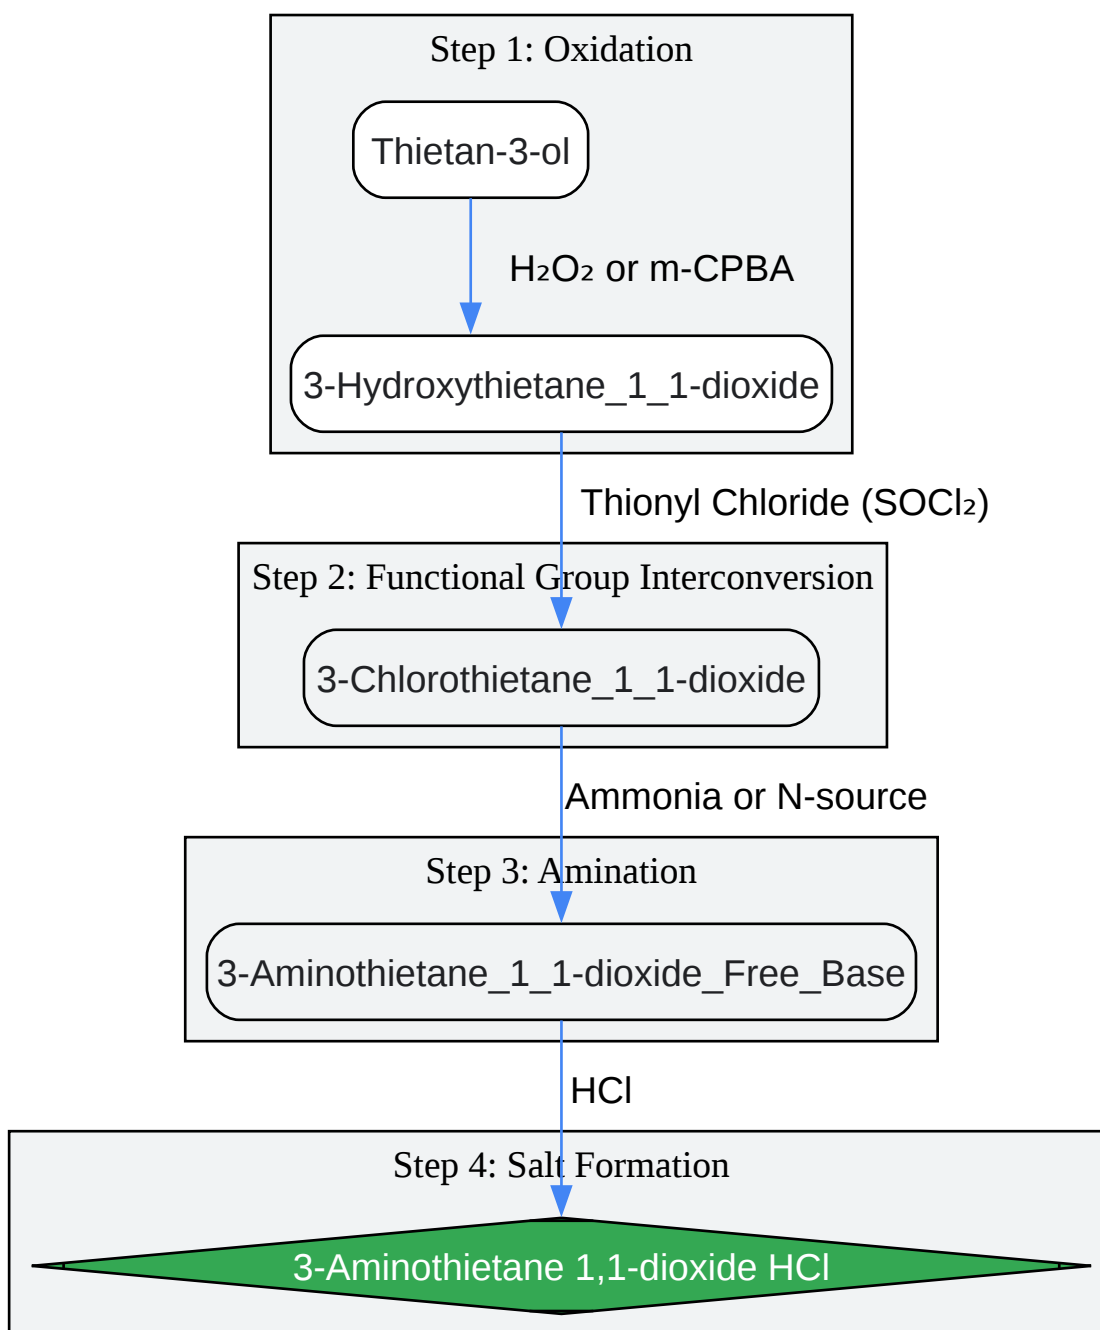 Step 1: Oxidation
Thietan-3-ol
H₂O₂ or m-CPBA
3-Hydroxythietane_1_1-dioxide
Thionyl Chloride (SOCl₂)
Step 2: Functional Group Interconversion
3-Chlorothietane_1_1-dioxide
Ammonia or N-source
Step 3: Amination
3-Aminothietane_1_1-dioxide_Free_Base
HCl
Step 4: Salt Formation
3-Aminothietane 1,1-dioxide HCl